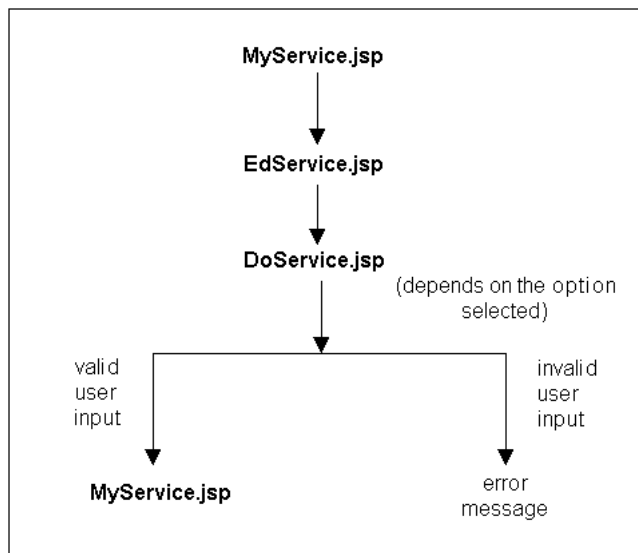 MyService.jsp
EdService.jsp
DoService.jsp
(depends on the option
selected)
valid
user
input
invalid
user
input
MyService.jsp
error
message